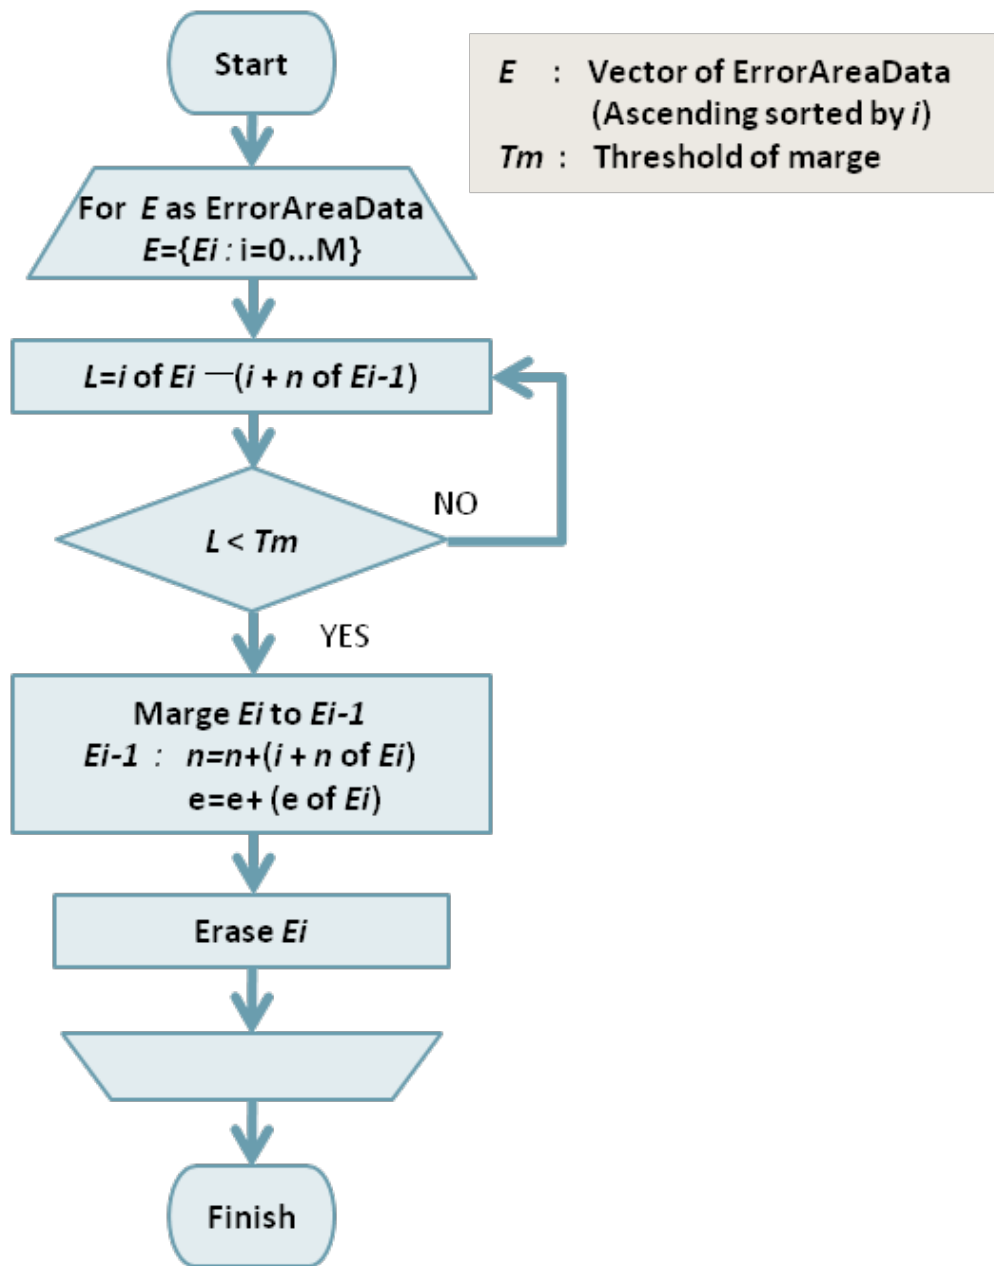 Start
E : Vector of ErrorAreaData
(Ascending sorted by i)
Tm : Threshold of marge
For E as ErrorAreaData
E={Ei : i=0...M}
L=i of Ei —(i + n of Ei-1)
L < Tm
NO
YES
Marge Ei to Ei-1
Ei-1 : n=n+(i + n of Ei)
e=e+ (e of Ei)
Erase Ei
Finish